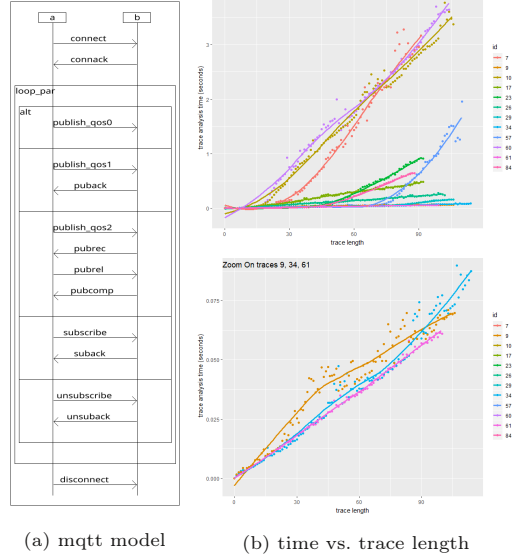 a
b
connect
connack
loop_par
alt
publish_qos0
publish_qos1
puback
publish_qos2
pubrec
pubrel
pubcomp
subscribe
suback
unsubscribe
unsuback
disconnect
(a) mqtt model
trace analysis time (seconds)
3
2
1
0
0
30
60
90
trace length
id
7
9
10
17
23
26
29
34
57
60
61
84
Zoom On traces 9, 34, 61
trace analysis time (seconds)
0.075
0.050
0.025
0.000
0
30
60
90
trace length
id
7
9
10
17
23
26
29
34
57
60
61
84
(b) time vs. trace length